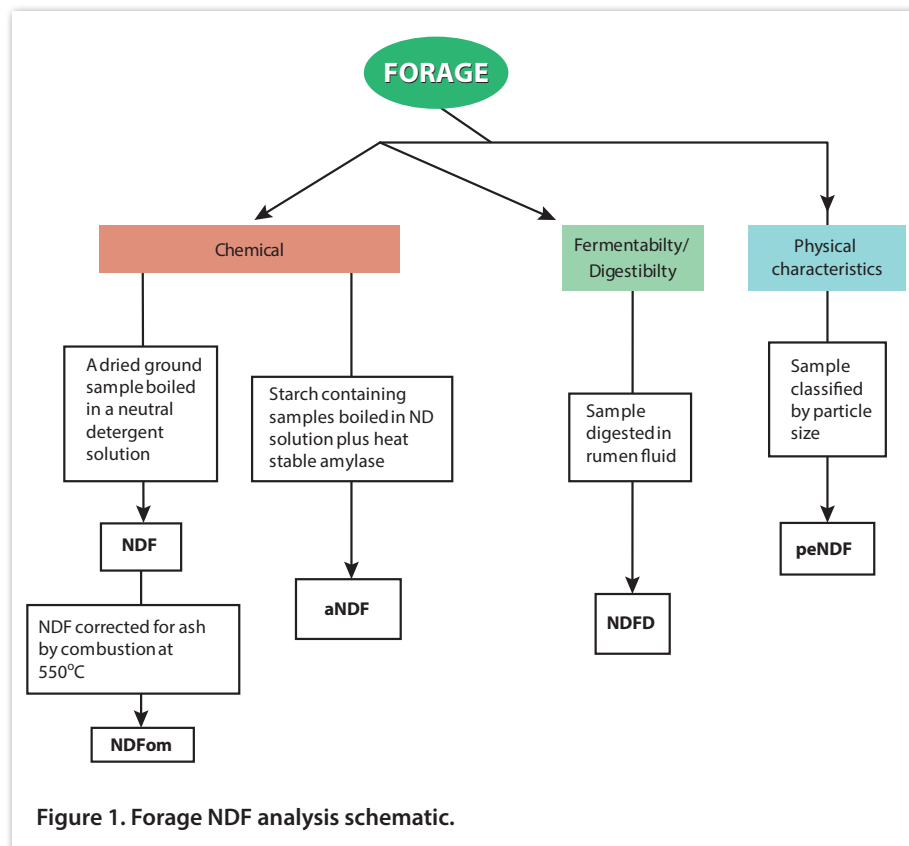 FORAGE
Chemical
Fermentabilty/
Digestibilty
Physical
characteristics
A dried ground
sample boiled
in a neutral
detergent
solution
Starch containing
samples boiled in ND
solution plus heat
stable amylase
Sample
digested in
rumen fluid
Sample
classified
by particle
size
NDF
aNDF
NDFD
peNDF
NDF corrected for ash
by combustion at
550°C
NDFom
Figure 1. Forage NDF analysis schematic.